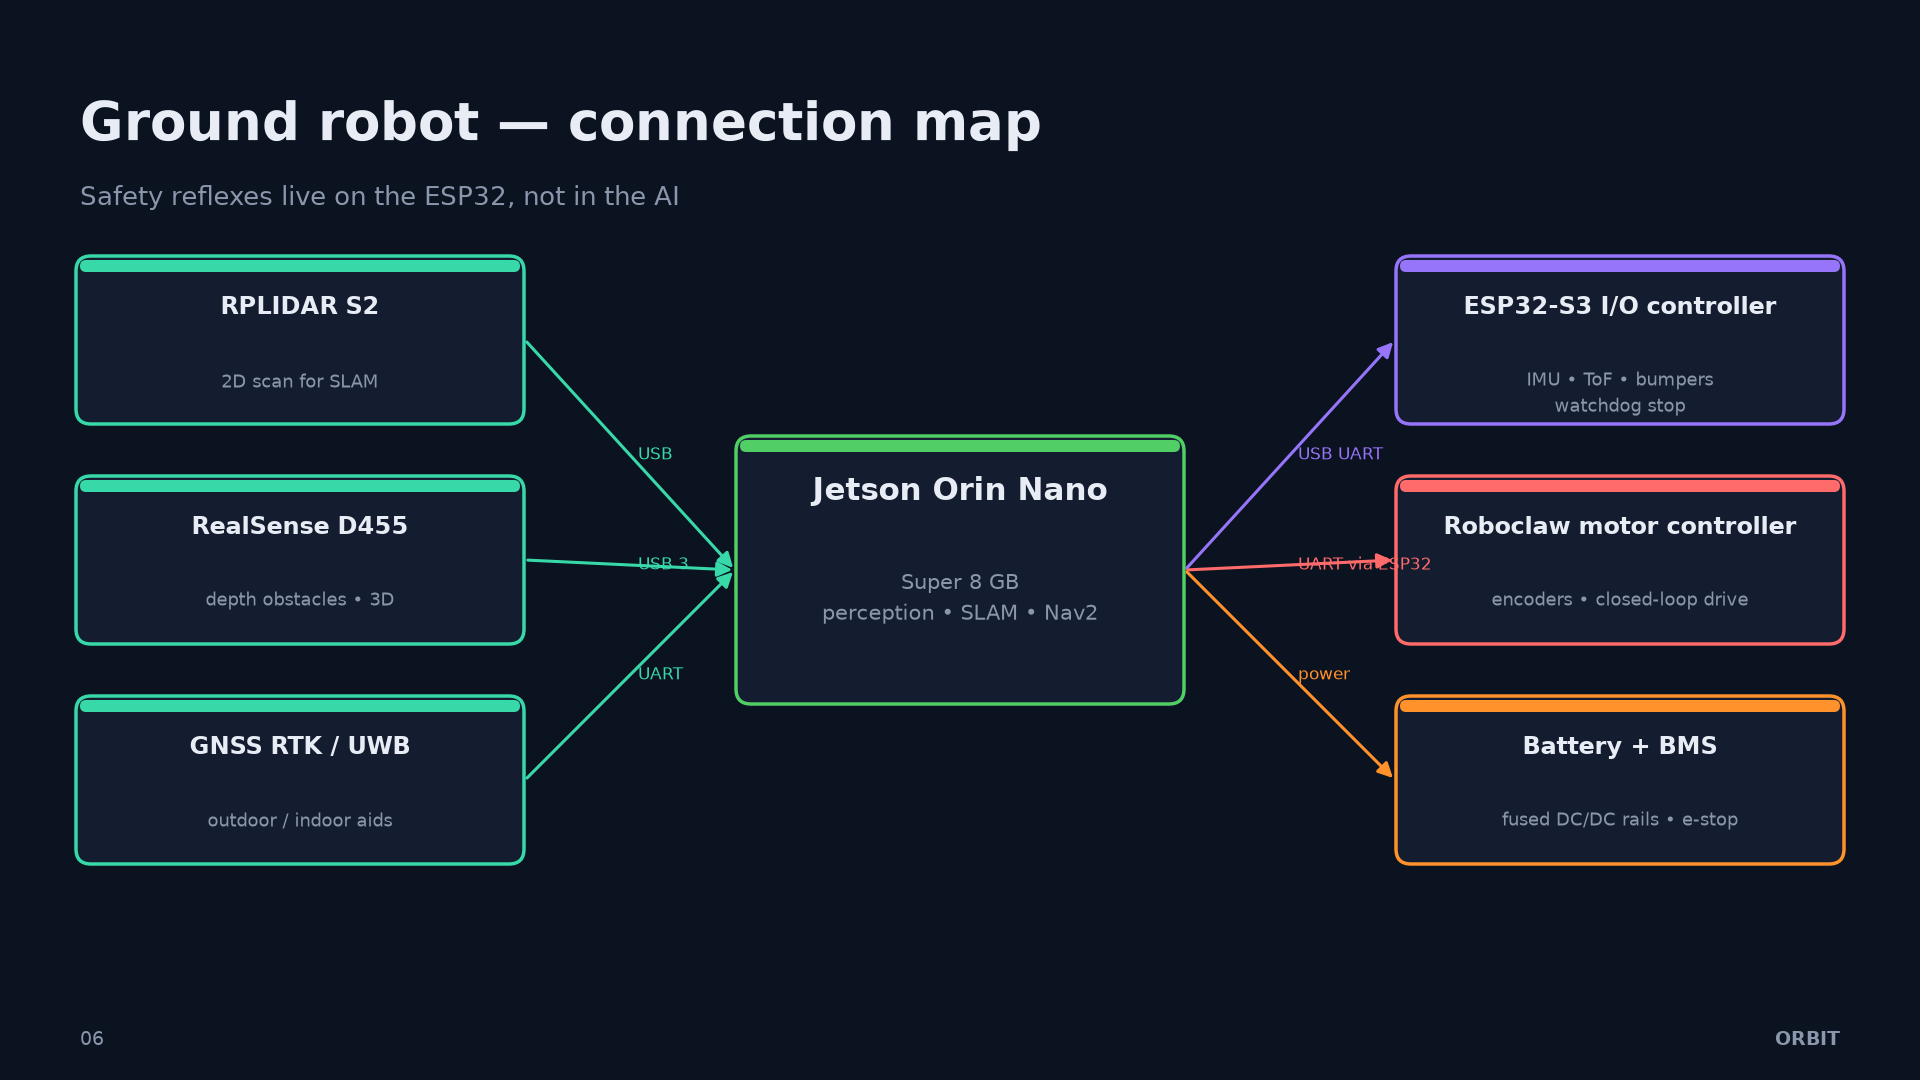 Ground robot — connection map
Safety reflexes live on the ESP32, not in the AI
RPLIDAR S2
2D scan for SLAM
RealSense D455
depth obstacles • 3D
GNSS RTK / UWB
outdoor / indoor aids
USB
USB 3
UART
Jetson Orin Nano
Super 8 GB
perception • SLAM • Nav2
USB UART
UART via ESP32
power
ESP32-S3 I/O controller
IMU • ToF • bumpers
watchdog stop
Roboclaw motor controller
encoders • closed-loop drive
Battery + BMS
fused DC/DC rails • e-stop
06
ORBIT